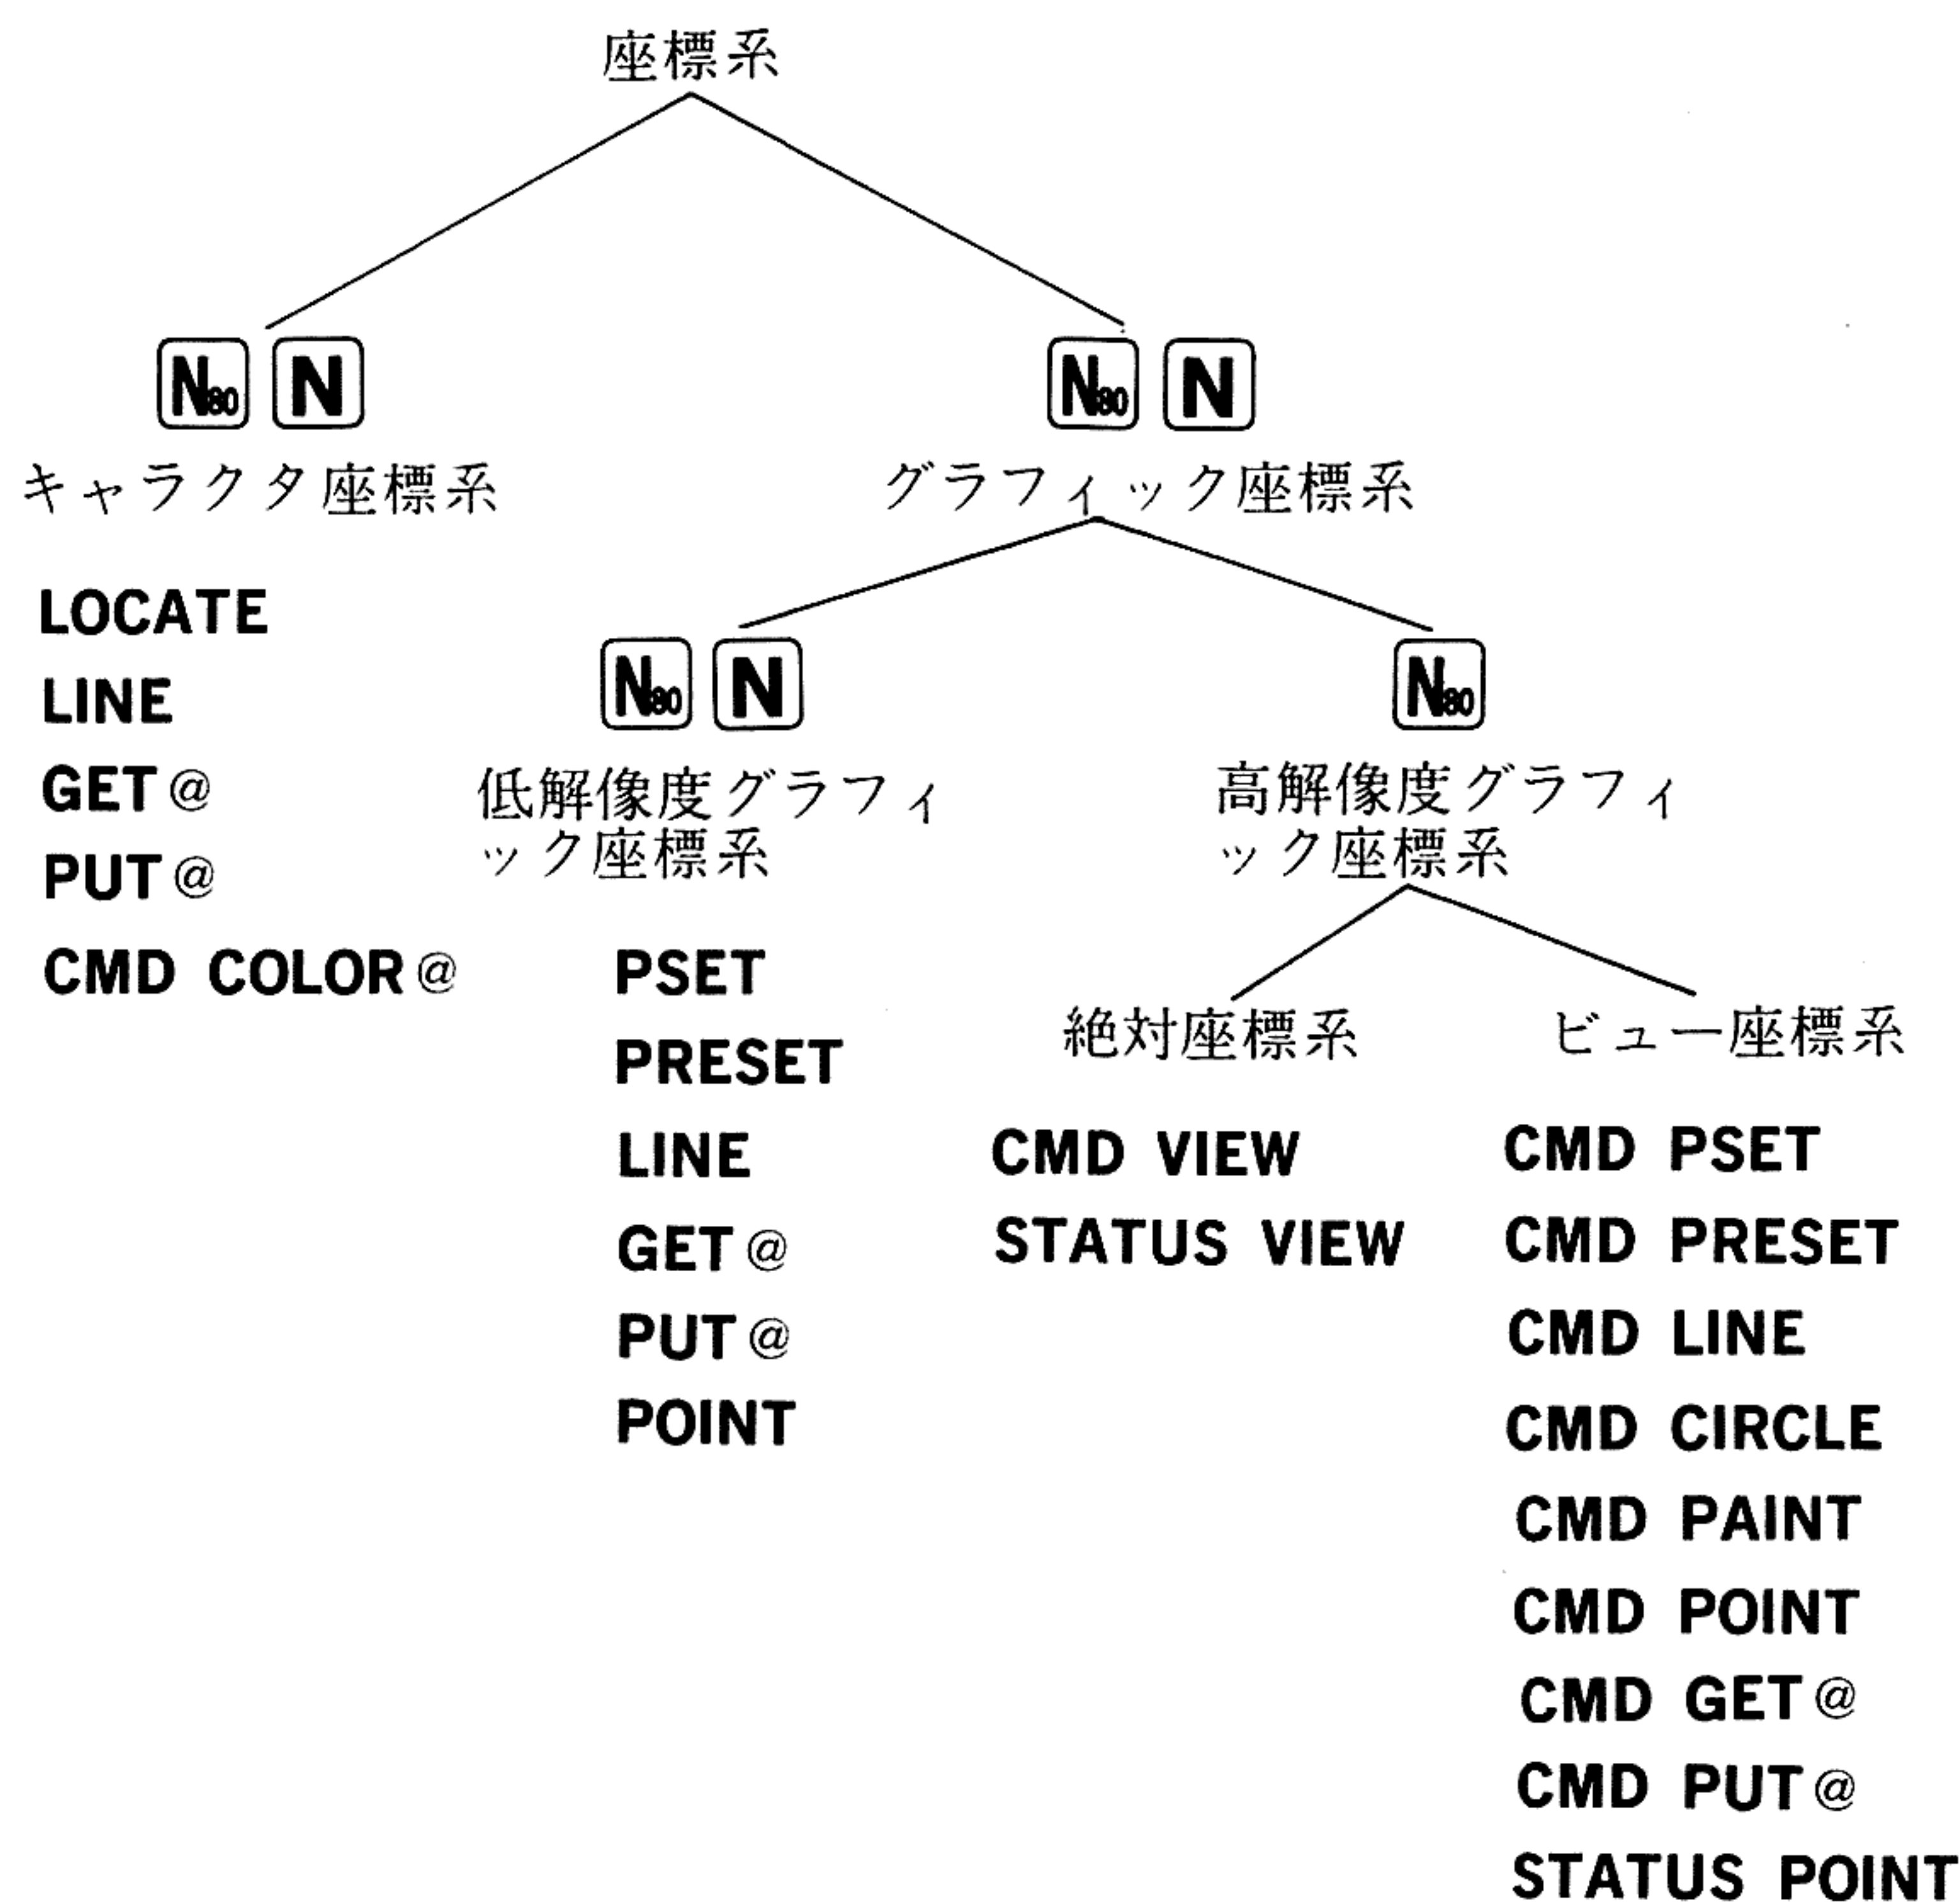 座標系
N80 N
キャラクタ座標系
LOCATE
LINE
GET@
PUT@
CMD COLOR@
N80 N
グラフィック座標系
N80 N
低解像度グラフィ
ック座標系
PSET
PRESET
LINE
GET@
PUT@
POINT
N80
高解像度グラフィ
ック座標系
絶対座標系
CMD VIEW
STATUS VIEW
ビュー座標系
CMD PSET
CMD PRESET
CMD LINE
CMD CIRCLE
CMD PAINT
CMD POINT
CMD GET@
CMD PUT@
STATUS POINT